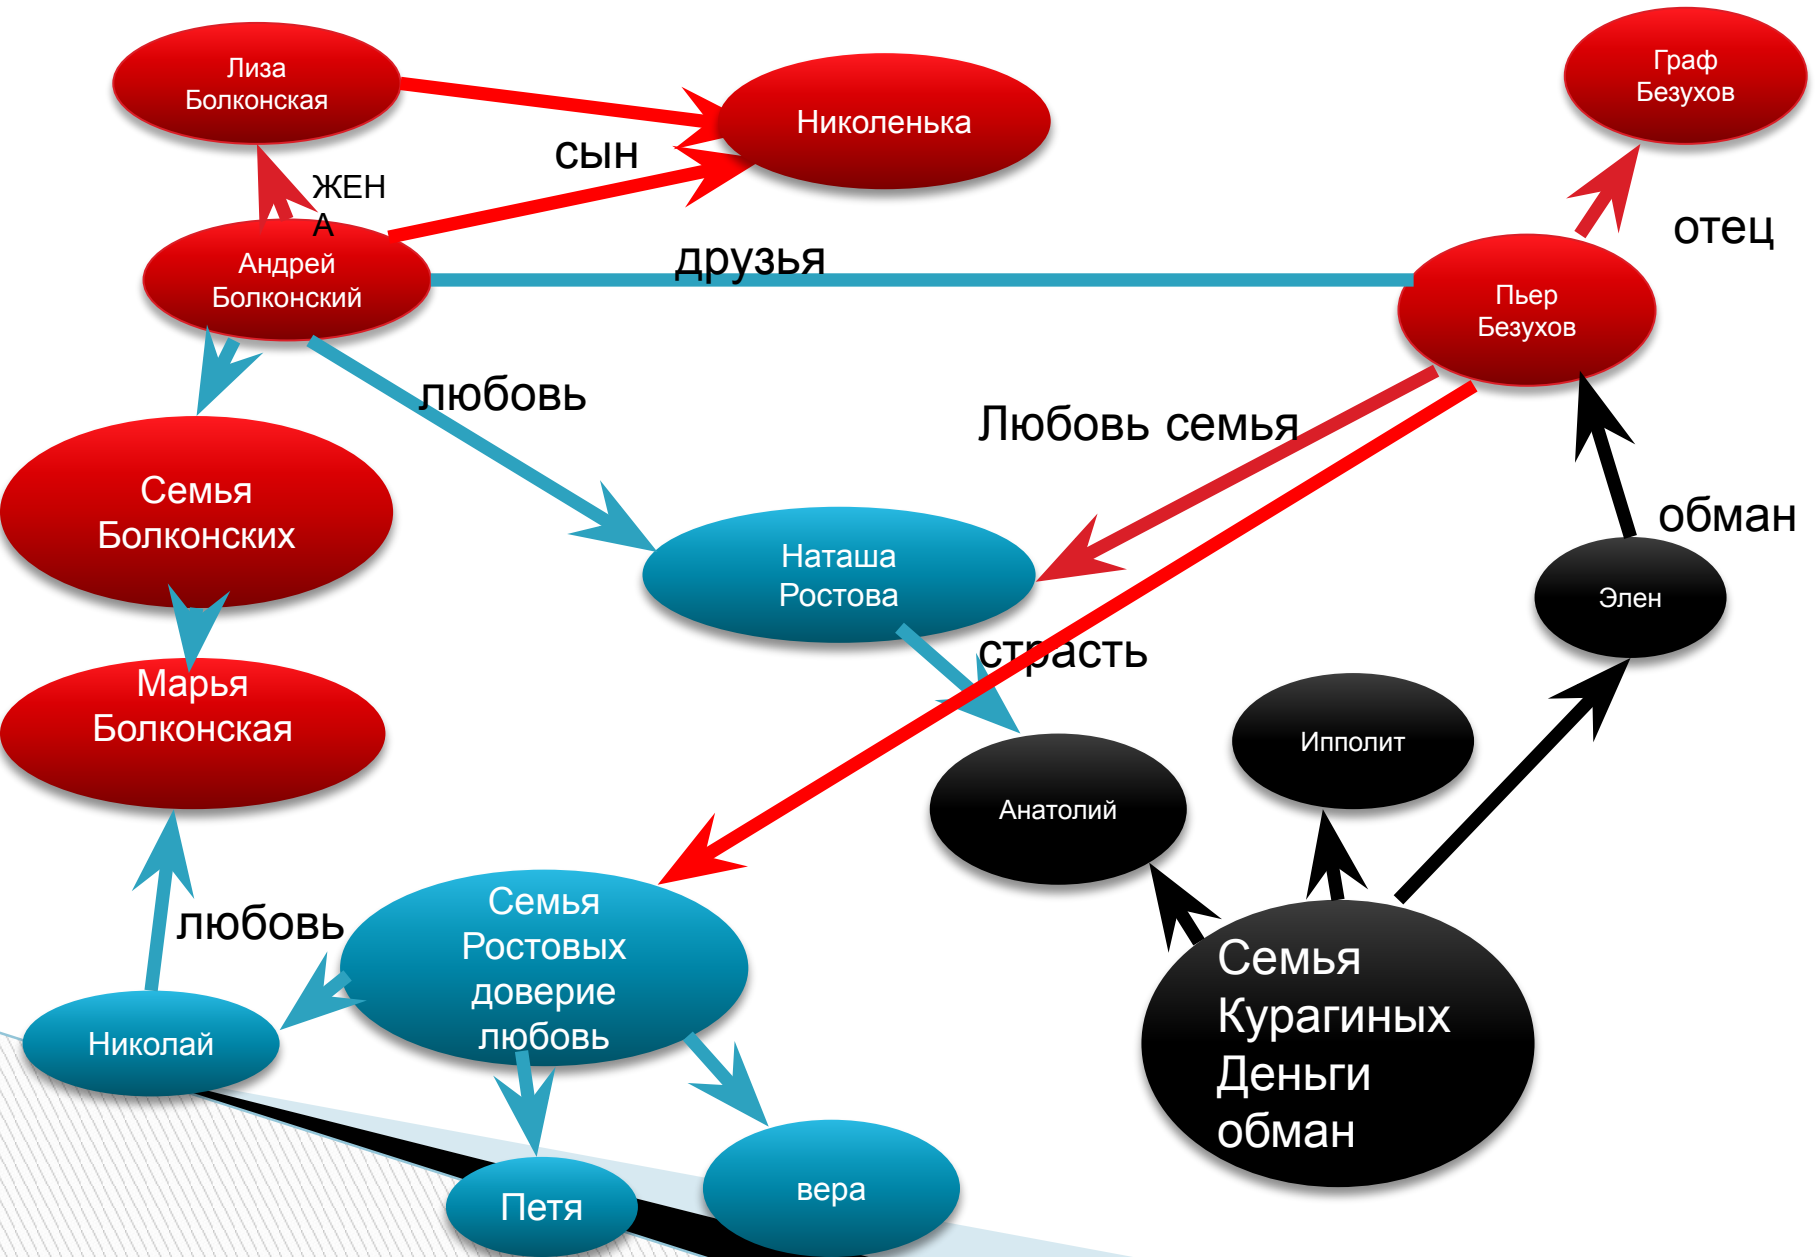 Лиза
Болконская
Николенька
Граф
Безухов
сын
ЖЕН
А
отец
друзья
Андрей
Болконский
Пьер
Безухов
любовь
Любовь семья
Семья
Болконских
обман
Наташа
Ростова
Элен
страсть
Марья
Болконская
Ипполит
Анатолий
любовь
Семья
Ростовых
доверие
любовь
Семья
Курагиных
Деньги
обман
Николай
Петя
вера